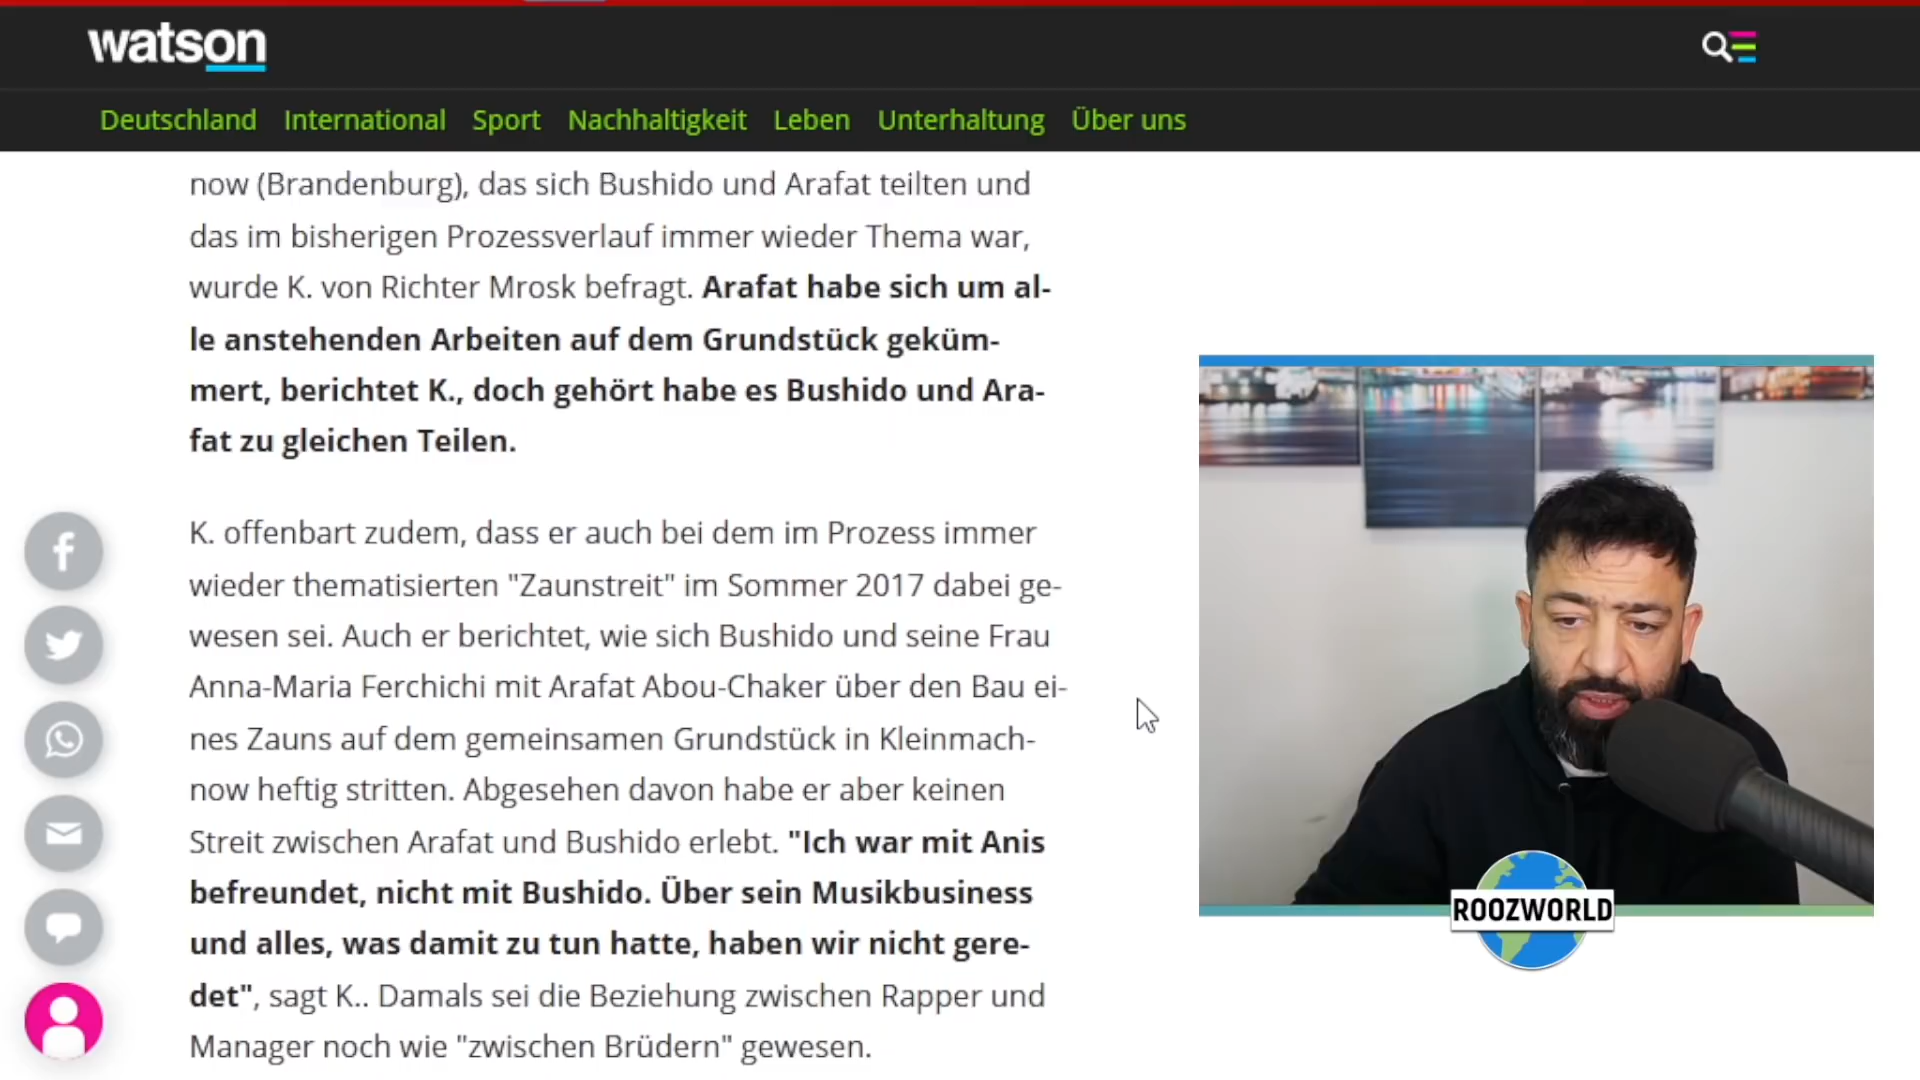 watson
Deutschland International Sport Nachhaltigkeit Leben Unterhaltung Über uns
now (Brandenburg), das sich Bushido und Arafat teilten und
das im bisherigen Prozessverlauf immer wieder Thema war,
wurde K. von Richter Mrosk befragt. Arafat habe sich um al-
le anstehenden Arbeiten auf dem Grundstück geküm-
mert, berichtet K., doch gehört habe es Bushido und Ara-
fat zu gleichen Teilen.
K. offenbart zudem, dass er auch bei dem im Prozess immer
wieder thematisierten "Zaunstreit" im Sommer 2017 dabei ge-
wesen sei. Auch er berichtet, wie sich Bushido und seine Frau
Anna-Maria Ferchichi mit Arafat Abou-Chaker über den Bau ei-
nes Zauns auf dem gemeinsamen Grundstück in Kleinmach-
now heftig stritten. Abgesehen davon habe er aber keinen
Streit zwischen Arafat und Bushido erlebt. "Ich war mit Anis
befreundet, nicht mit Bushido. Über sein Musikbusiness
und alles, was damit zu tun hatte, haben wir nicht gere-
det", sagt K.. Damals sei die Beziehung zwischen Rapper und
Manager noch wie "zwischen Brüdern" gewesen.
ROOZWORLD